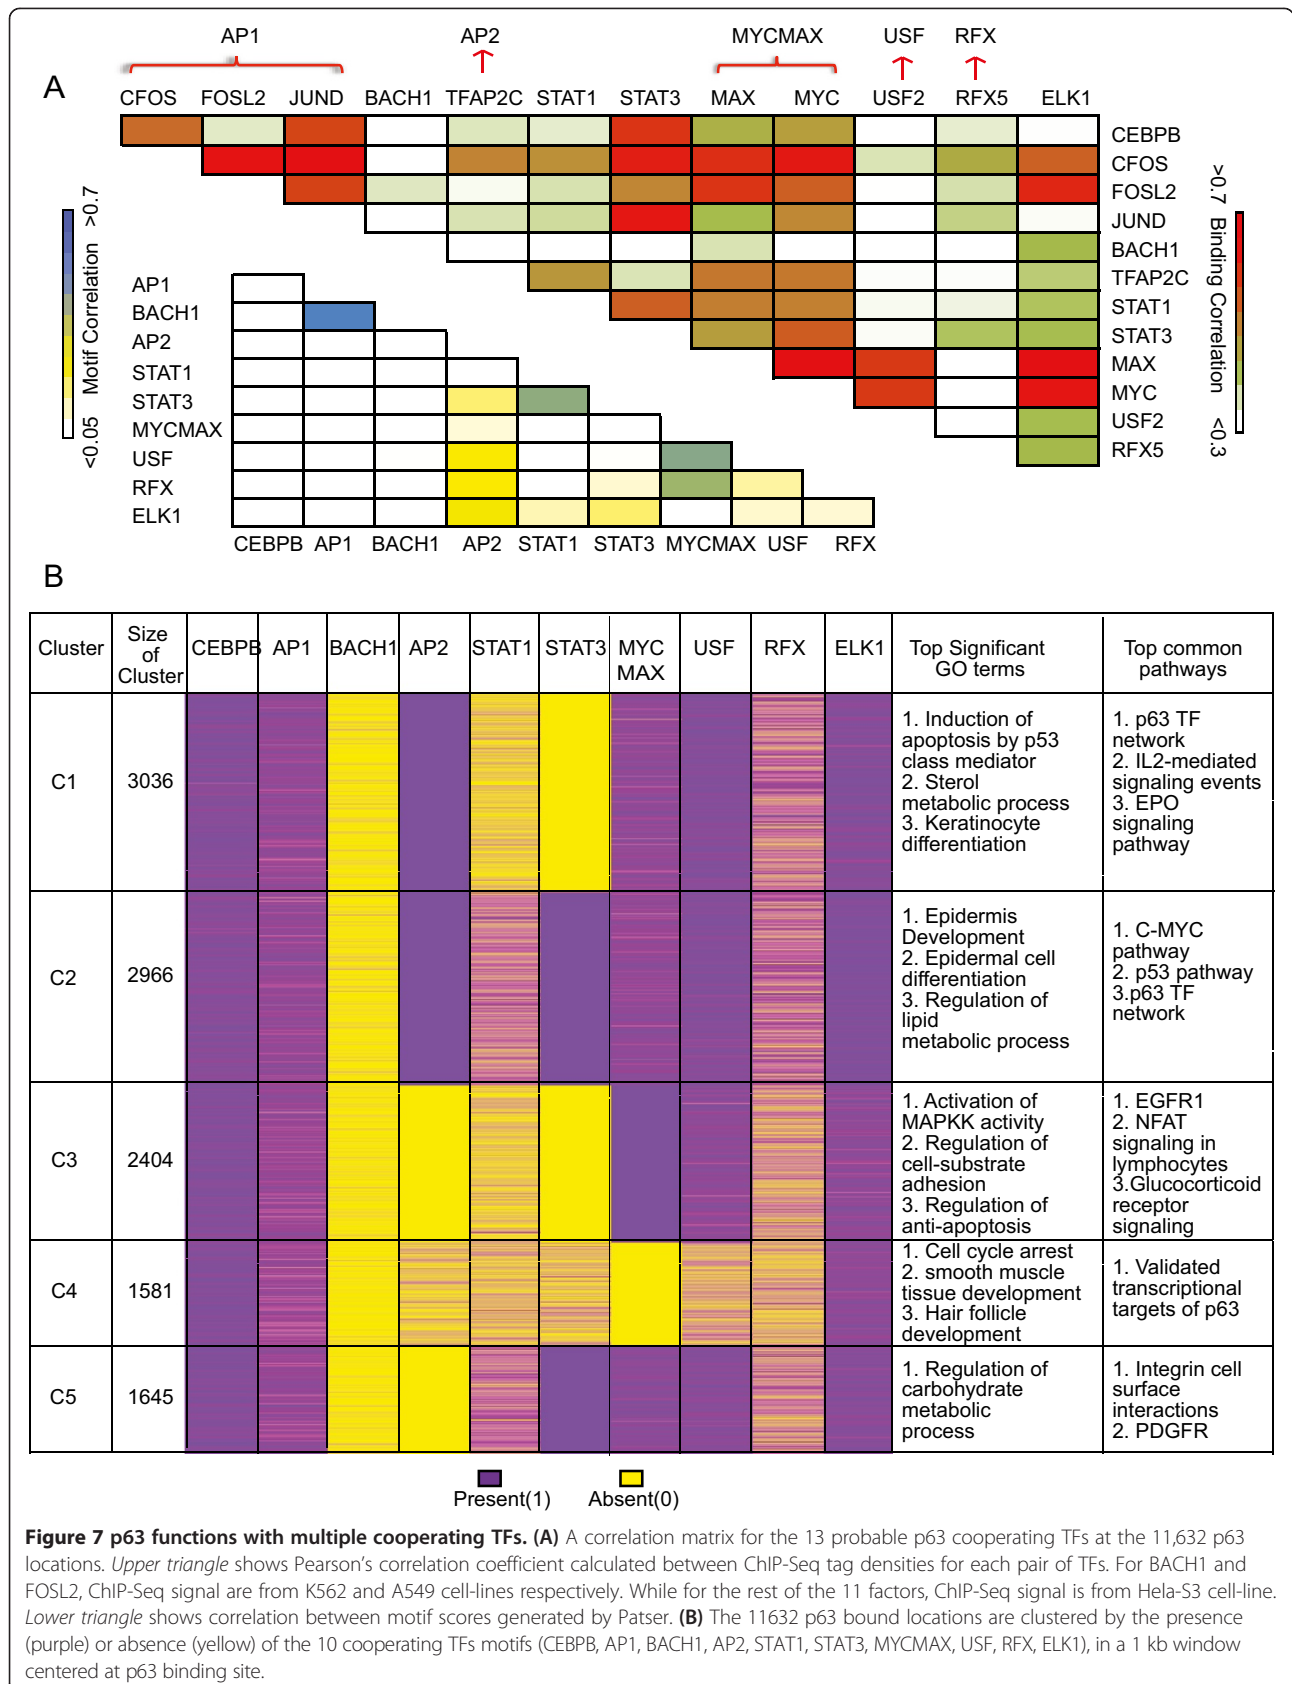 AP1 AP2 MYCMAX USF RFX
A
CFOS FOSL2 JUND BACH1 TFAP2C STAT1 STAT3 MAX MYC USF2 RFX5 ELK1
CEBPB
CFOS
FOSL2
JUND
BACH1
TFAP2C
STAT1
STAT3
MAX
MYC
USF2
RFX5
>0.7
Binding Correlation
<0.3
>0.7
Motif Correlation
<0.05
AP1
BACH1
AP2
STAT1
STAT3
MYCMAX
USF
RFX
ELK1
CEBPB AP1 BACH1 AP2 STAT1 STAT3 MYCMAX USF RFX
B
Cluster
Size
of
Cluster
CEBPB AP1 BACH1 AP2 STAT1 STAT3
MYC
MAX
USF RFX ELK1
Top Significant
GO terms
Top common
pathways
C1
3036
1. Induction of
apoptosis by p53
class mediator
2. Sterol
metabolic process
3. Keratinocyte
differentiation
1. p63 TF
network
2. IL2-mediated
signaling events
3. EPO
signaling
pathway
C2
2966
1. Epidermis
Development
2. Epidermal cell
differentiation
3. Regulation of
lipid
metabolic process
1. C-MYC
pathway
2. p53 pathway
3.p63 TF
network
C3
2404
1. Activation of
MAPKK activity
2. Regulation of
cell-substrate
adhesion
3. Regulation of
anti-apoptosis
1. EGFR1
2. NFAT
signaling in
lymphocytes
3.Glucocorticoid
receptor
signaling
C4
1581
1. Cell cycle arrest
2. smooth muscle
tissue development
3. Hair follicle
development
1. Validated
transcriptional
targets of p63
C5
1645
1. Regulation of
carbohydrate
metabolic
process
1. Integrin cell
surface
interactions
2. PDGFR
Present(1) Absent(0)
Figure 7 p63 functions with multiple cooperating TFs. (A) A correlation matrix for the 13 probable p63 cooperating TFs at the 11,632 p63
locations. Upper triangle shows Pearson's correlation coefficient calculated between ChIP-Seq tag densities for each pair of TFs. For BACH1 and
FOSL2, ChIP-Seq signal are from K562 and A549 cell-lines respectively. While for the rest of the 11 factors, ChIP-Seq signal is from Hela-S3 cell-line.
Lower triangle shows correlation between motif scores generated by Patser. (B) The 11632 p63 bound locations are clustered by the presence
(purple) or absence (yellow) of the 10 cooperating TFs motifs (CEBPB, AP1, BACH1, AP2, STAT1, STAT3, MYCMAX, USF, RFX, ELK1), in a 1 kb window
centered at p63 binding site.